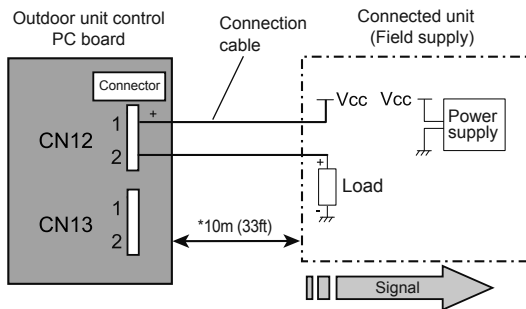 Outdoor unit control
PC board
Connection
cable
Connected unit
(Field supply)
Connector
CN12
1
+
2
CN13
1
2
Vcc
Vcc
Power
supply
+
Load
-
*10m (33ft)
Signal